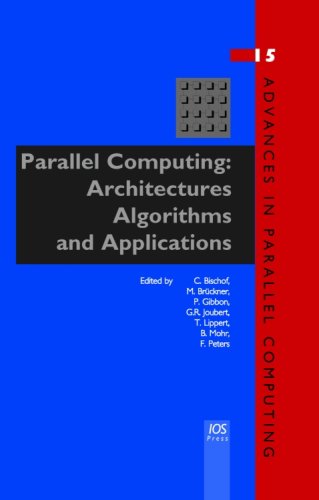 15
ADVANCES IN PARALLEL COMPUTING
Parallel Computing:
Architectures
Algorithms
and Applications
Edited by C. Bischof
M. Brückner
P. Gibbon
G.R. Joubert
T. Lippert
B. Mohr
F. Peters
IOS
Press